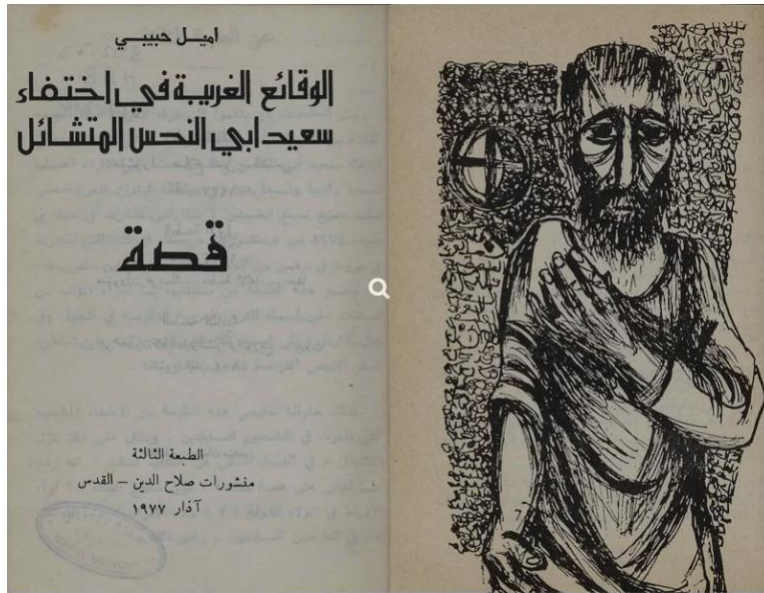 اميل حبيبي
الوقائع الغريبة في اختفاء
سعيد ابي النحس المتشائل
قصة
الطبعة الثالثة
منشورات صلاح الدين – القدس
آذار ١٩٧٧